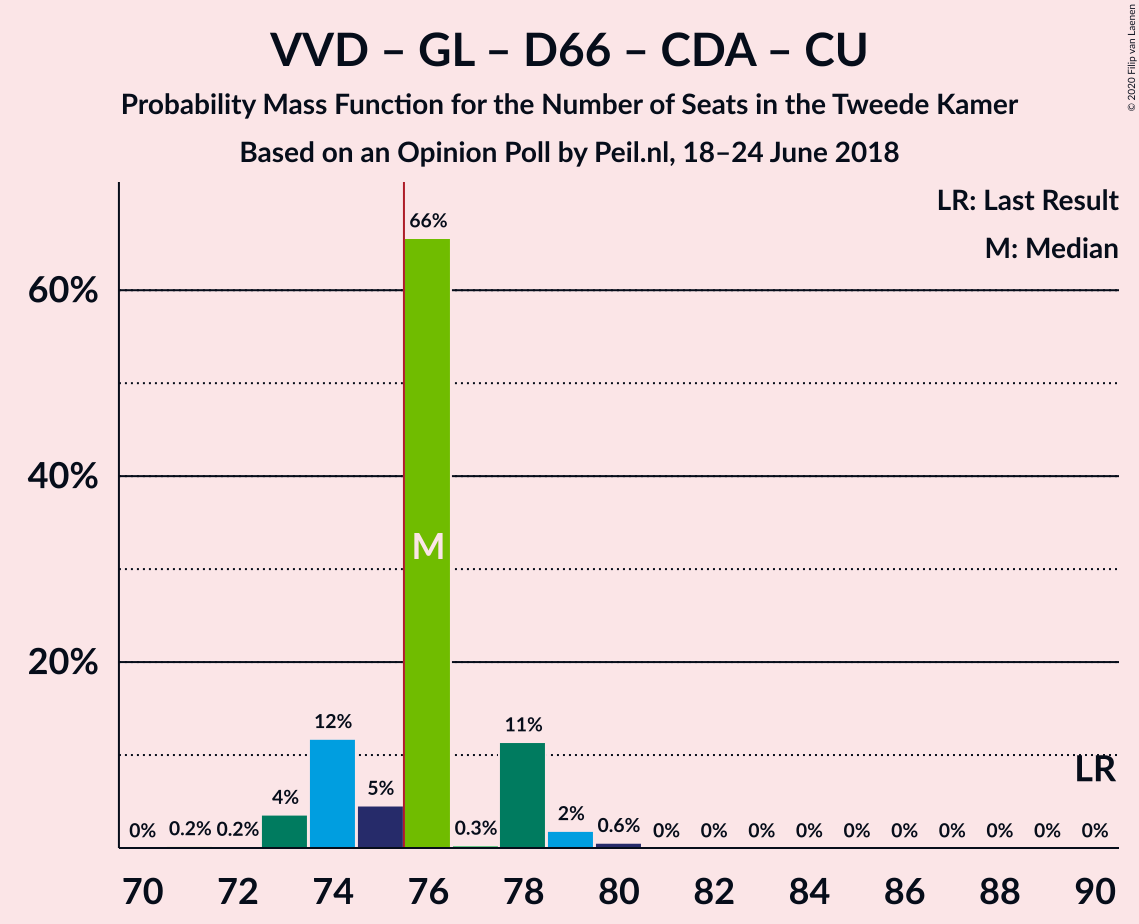 VVD – GL – D66 – CDA – CU
Probability Mass Function for the Number of Seats in the Tweede Kamer
Based on an Opinion Poll by Peil.nl, 18–24 June 2018
© 2020 Filip van Laenen
LR: Last Result
M: Median
66%
60%
M
40%
20%
12%
11%
LR
4%
5%
2%
0% 0.2% 0.2% 0.3% 0.6% 0% 0% 0% 0% 0% 0% 0% 0% 0% 0%
70 72 74 76 78 80 82 84 86 88 90